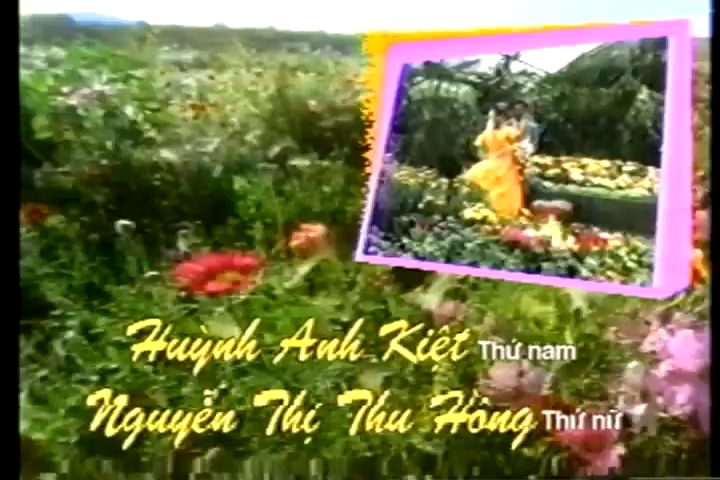 Huỳnh Anh Kiệt Thứ nam
Nguyễn Thị Thu Hồng Thứ nữ